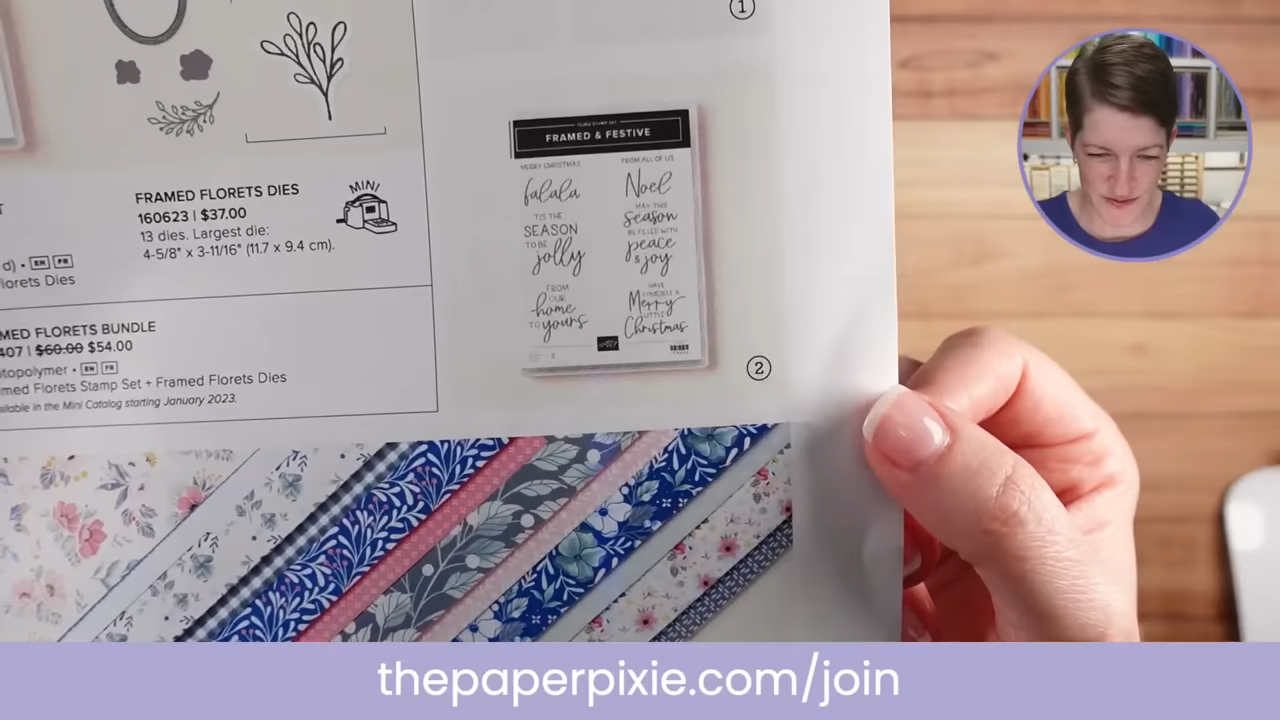 1
MINI
FRAMED FLORETS DIES
160623 | $37.00
13 dies. Largest die:
4-5/8" x 3-11/16" (11.7 x 9.4 cm).
d) • EN FR
lorets Dies
MED FLORETS BUNDLE
407 | $60.00 $54.00
otopolymer • EN FR
med Florets Stamp Set + Framed Florets Dies
ailable in the Mini Catalog starting January 2023.
FRAMED & FESTIVE
MERRY CHRISTMAS
falala
'TIS THE
SEASON
TO BE
jolly
FROM
OUR
home
TO yours
FROM ALL OF US
Noel
MAY THIS
season
BE FILLED WITH
peace
& joy
HAVE
YOURSELF A
Merry
LITTLE
Christmas
2
thepaperpixie.com/join